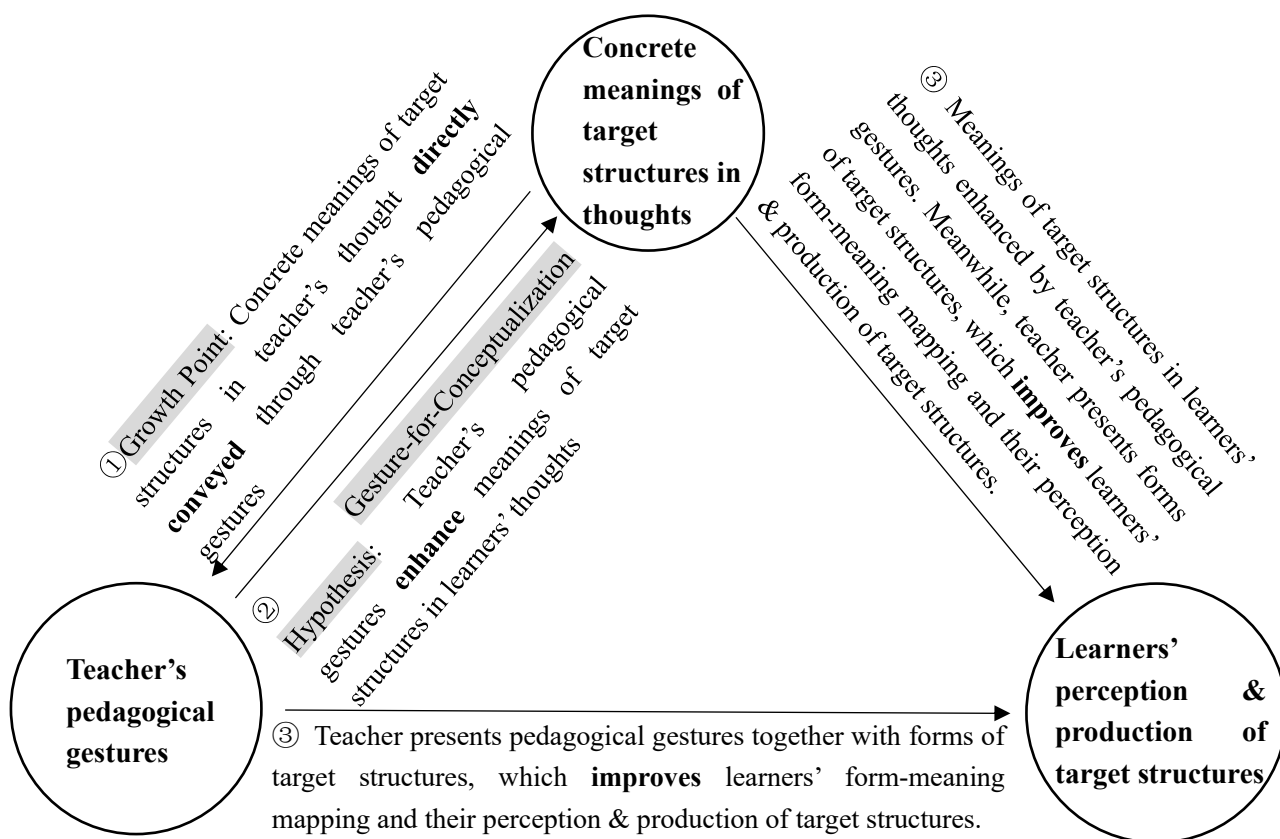 Concrete
meanings of
target
structures in
thoughts
① Growth Point: Concrete meanings of target
structures in teacher’s thought directly
conveyed through teacher’s pedagogical
gestures
② Gesture-for-Conceptualization
Hypothesis: Teacher’s pedagogical
gestures enhance meanings of target
structures in learners’ thoughts
③ Meanings of target structures in learners’
thoughts enhanced by teacher’s pedagogical
gestures. Meanwhile, teacher presents forms
of target structures, which improves learners’
form-meaning mapping and their perception
& production of target structures.
Teacher’s
pedagogical
gestures
③ Teacher presents pedagogical gestures together with forms of
target structures, which improves learners’ form-meaning
mapping and their perception & production of target structures.
Learners’
perception &
production of
target structures